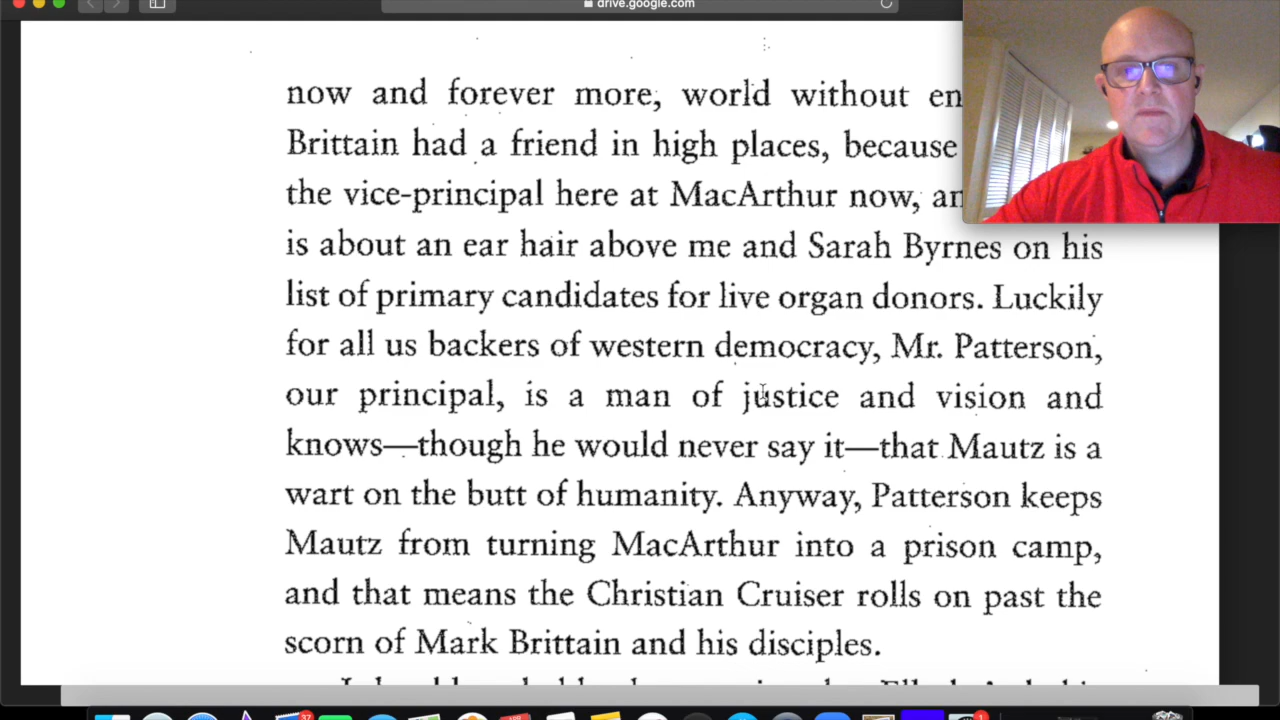 drive.google.com
now and forever more, world without en
Brittain had a friend in high places, because
the vice-principal here at MacArthur now, an
is about an ear hair above me and Sarah Byrnes on his
list of primary candidates for live organ donors. Luckily
for all us backers of western democracy, Mr. Patterson,
our principal, is a man of justice and vision and
knows—though he would never say it—that Mautz is a
wart on the butt of humanity. Anyway, Patterson keeps
Mautz from turning MacArthur into a prison camp,
and that means the Christian Cruiser rolls on past the
scorn of Mark Brittain and his disciples.
37
1